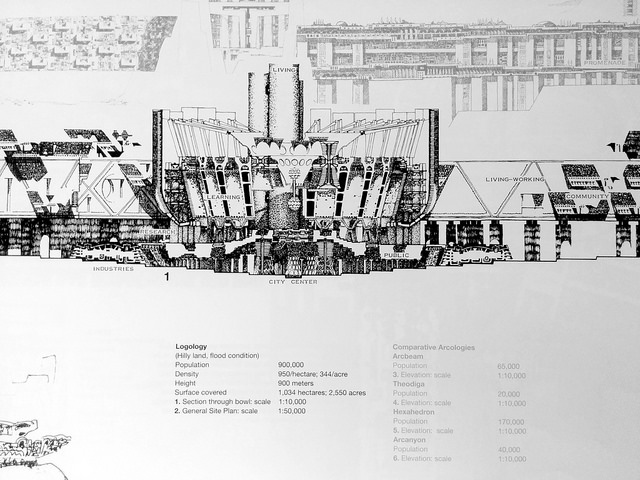 PROMENADE
LIVING
LEARNING
LIVING–WORKING
COMMUNITY
RESEARCH
PUBLIC
INDUSTRIES
1
CITY CENTER
Logology
(Hilly land, flood condition)
Population 900,000
Density 950/hectare; 344/acre
Height 900 meters
Surface covered 1,034 hectares; 2,550 acres
1. Section through bowl: scale 1:10,000
2. General Site Plan: scale 1:50,000
Comparative Arcologies
Arcbeam
Population 65,000
3. Elevation: scale 1:10,000
Theodiga
Population 20,000
4. Elevation: scale 1:10,000
Hexahedron
Population 170,000
5. Elevation: scale 1:10,000
Arcanyon
Population 40,000
6. Elevation: scale 1:10,000